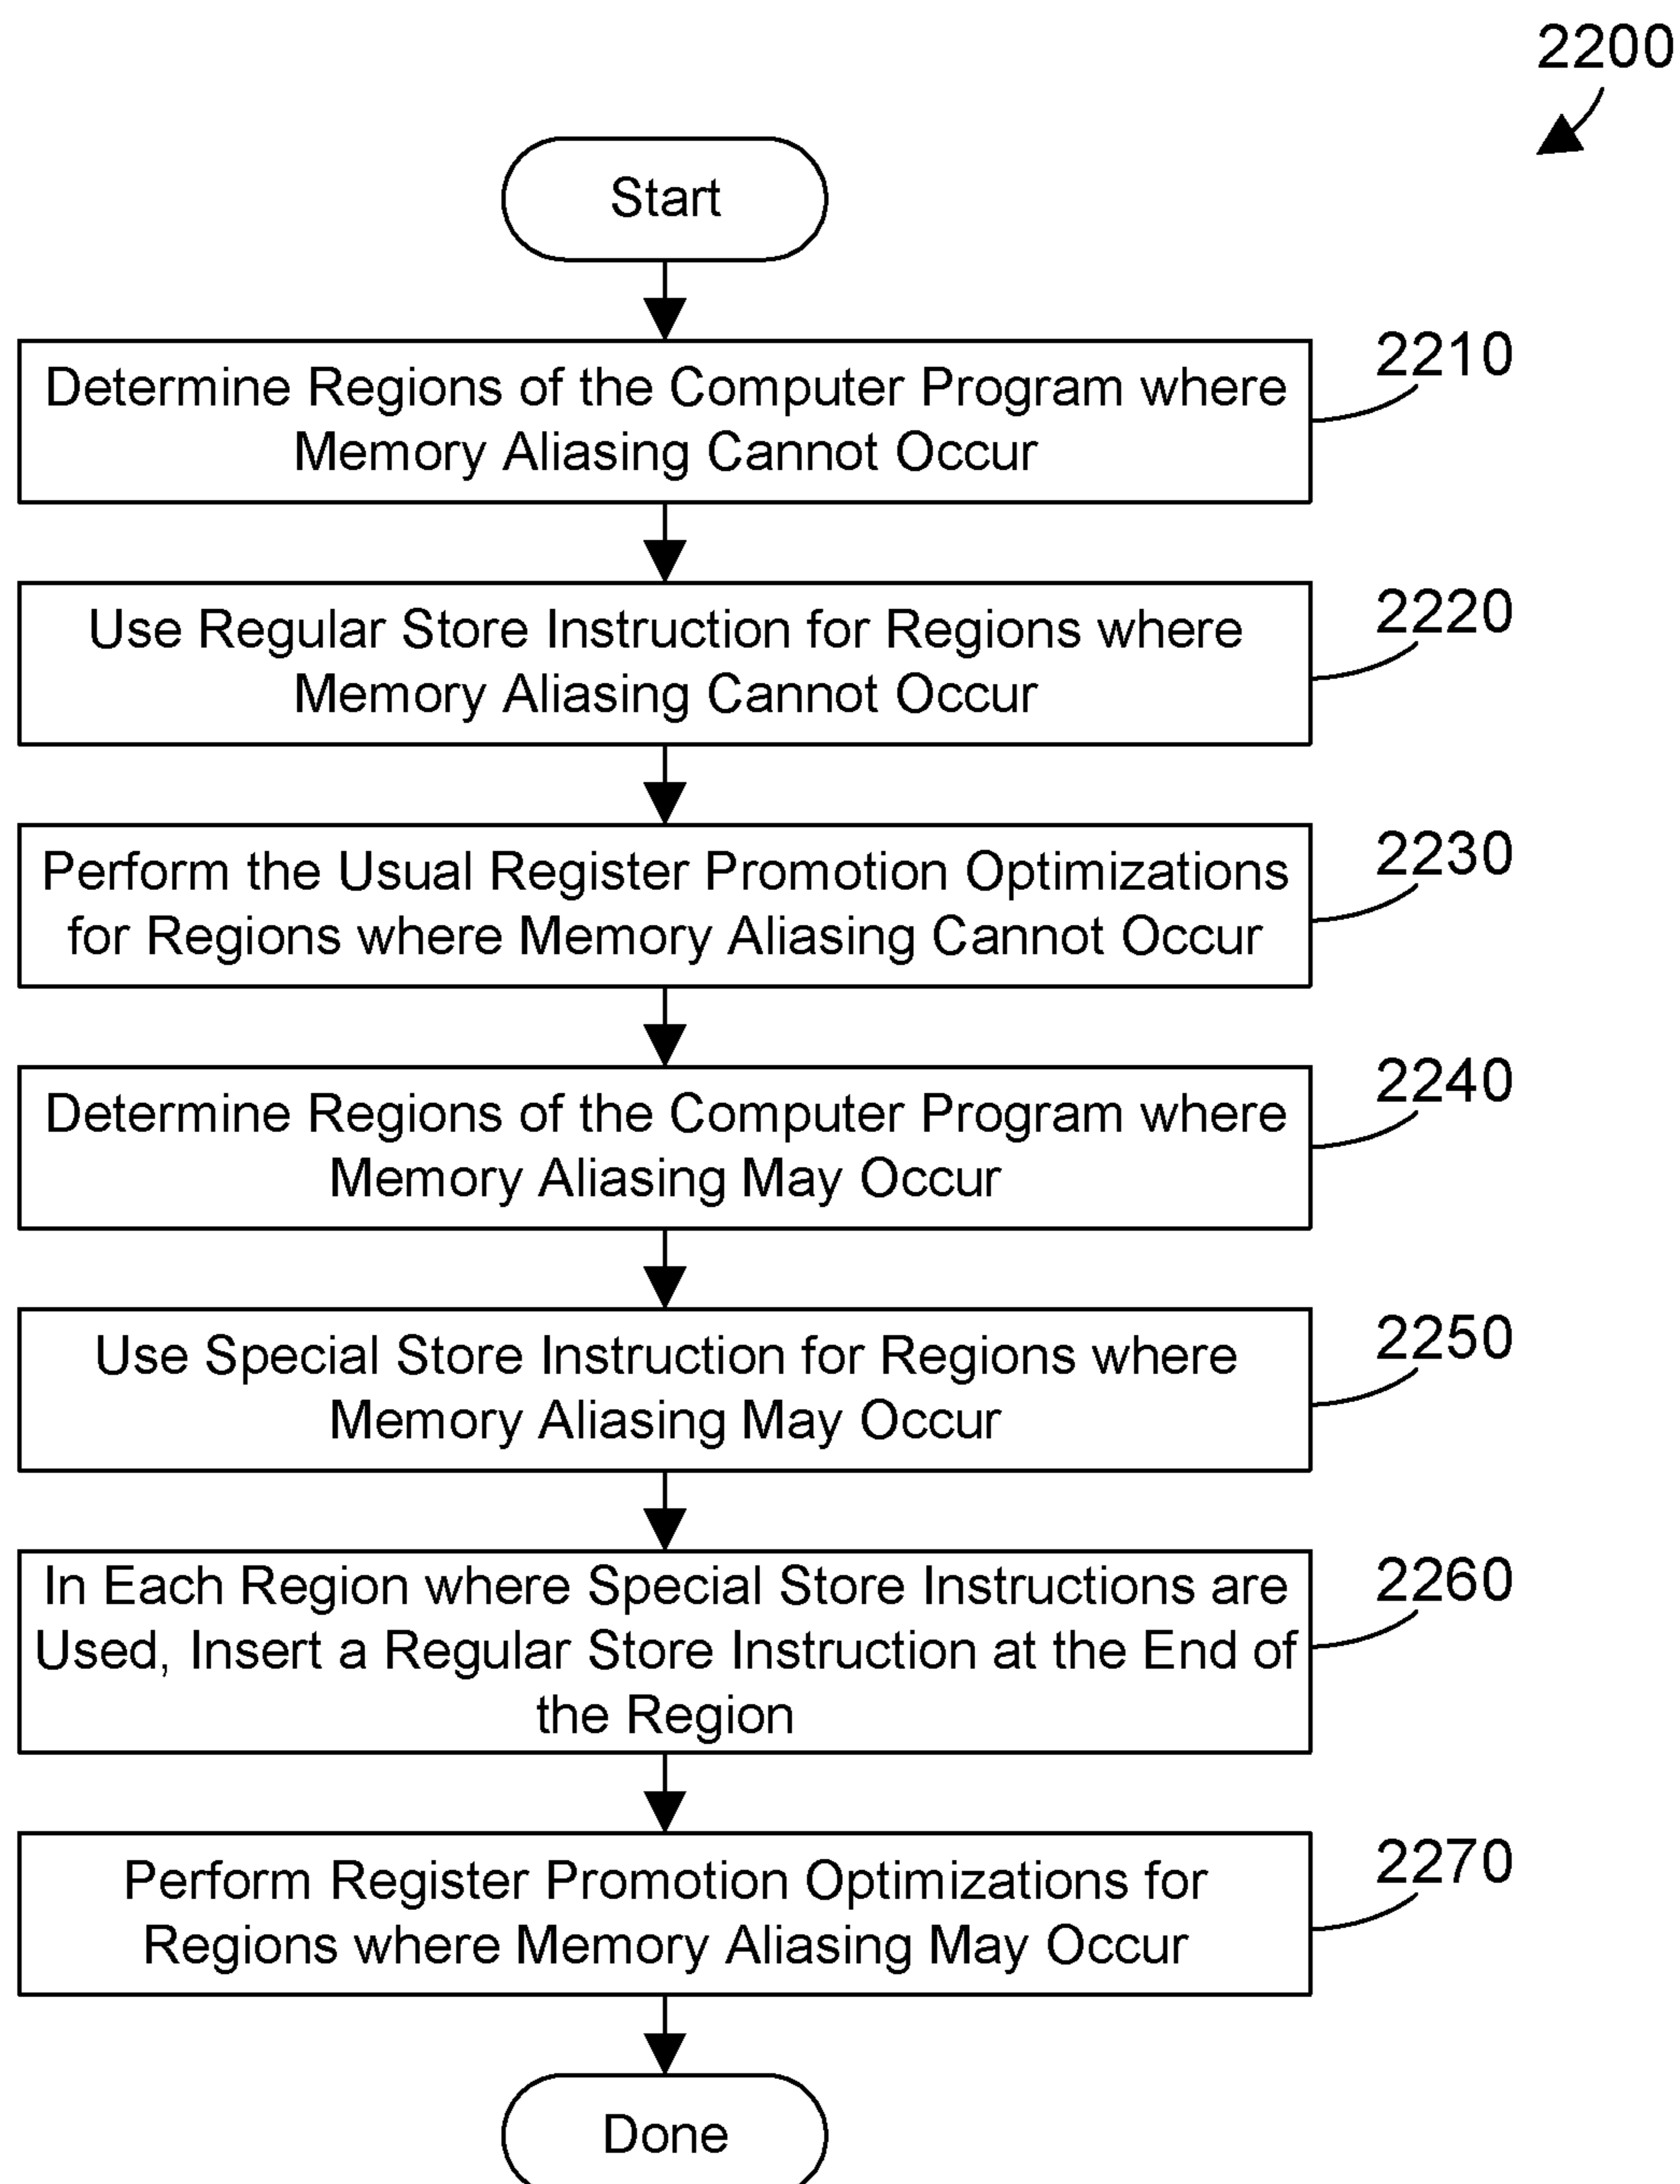 2200
Start
2210
Determine Regions of the Computer Program where
Memory Aliasing Cannot Occur
2220
Use Regular Store Instruction for Regions where
Memory Aliasing Cannot Occur
2230
Perform the Usual Register Promotion Optimizations
for Regions where Memory Aliasing Cannot Occur
2240
Determine Regions of the Computer Program where
Memory Aliasing May Occur
2250
Use Special Store Instruction for Regions where
Memory Aliasing May Occur
2260
In Each Region where Special Store Instructions are
Used, Insert a Regular Store Instruction at the End of
the Region
2270
Perform Register Promotion Optimizations for
Regions where Memory Aliasing May Occur
Done